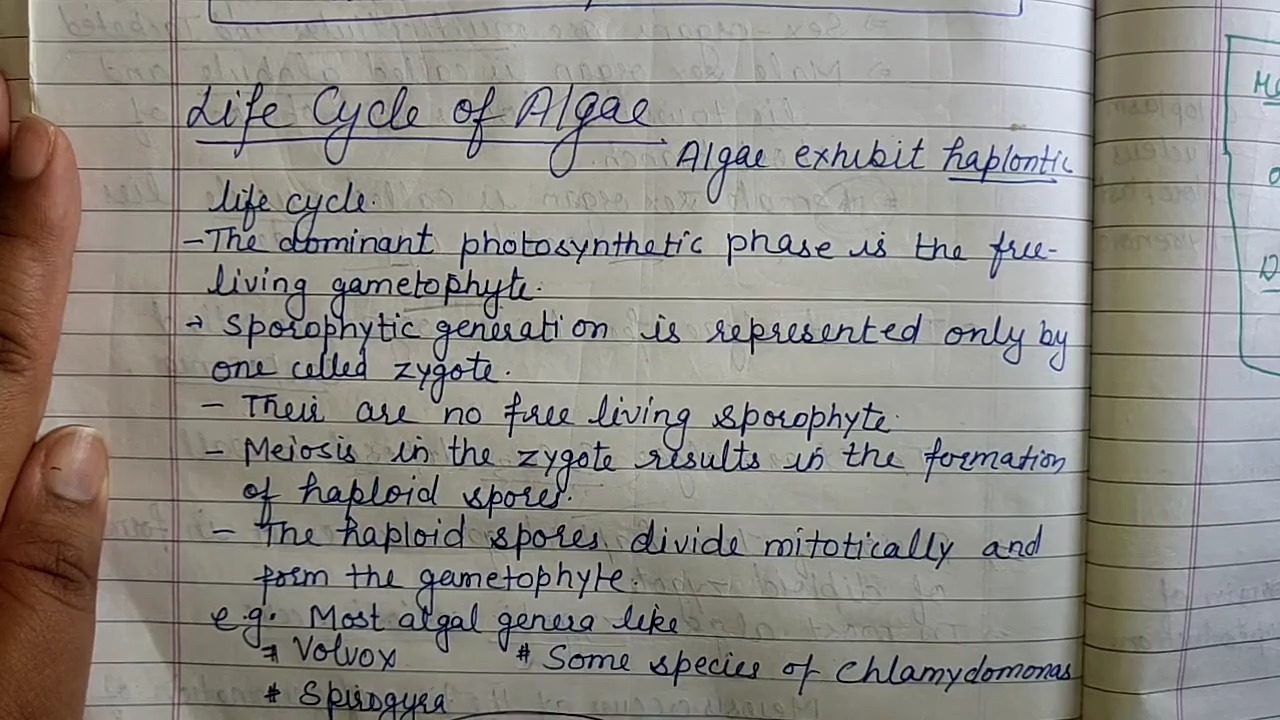 Life Cycle of Algae
Algae exhibit haplontic
life cycle.
- The dominant photosynthetic phase is the free-
living gametophyte.
→ Sporophytic generation is represented only by
one celled zygote.
- Their are no free living sporophyte.
- Meiosis in the zygote results in the formation
of haploid spores.
- The haploid spores divide mitotically and
form the gametophyte.
e.g. Most algal genera like
⇒ Volvox # Some species of Chlamydomonas
# Spirogyra